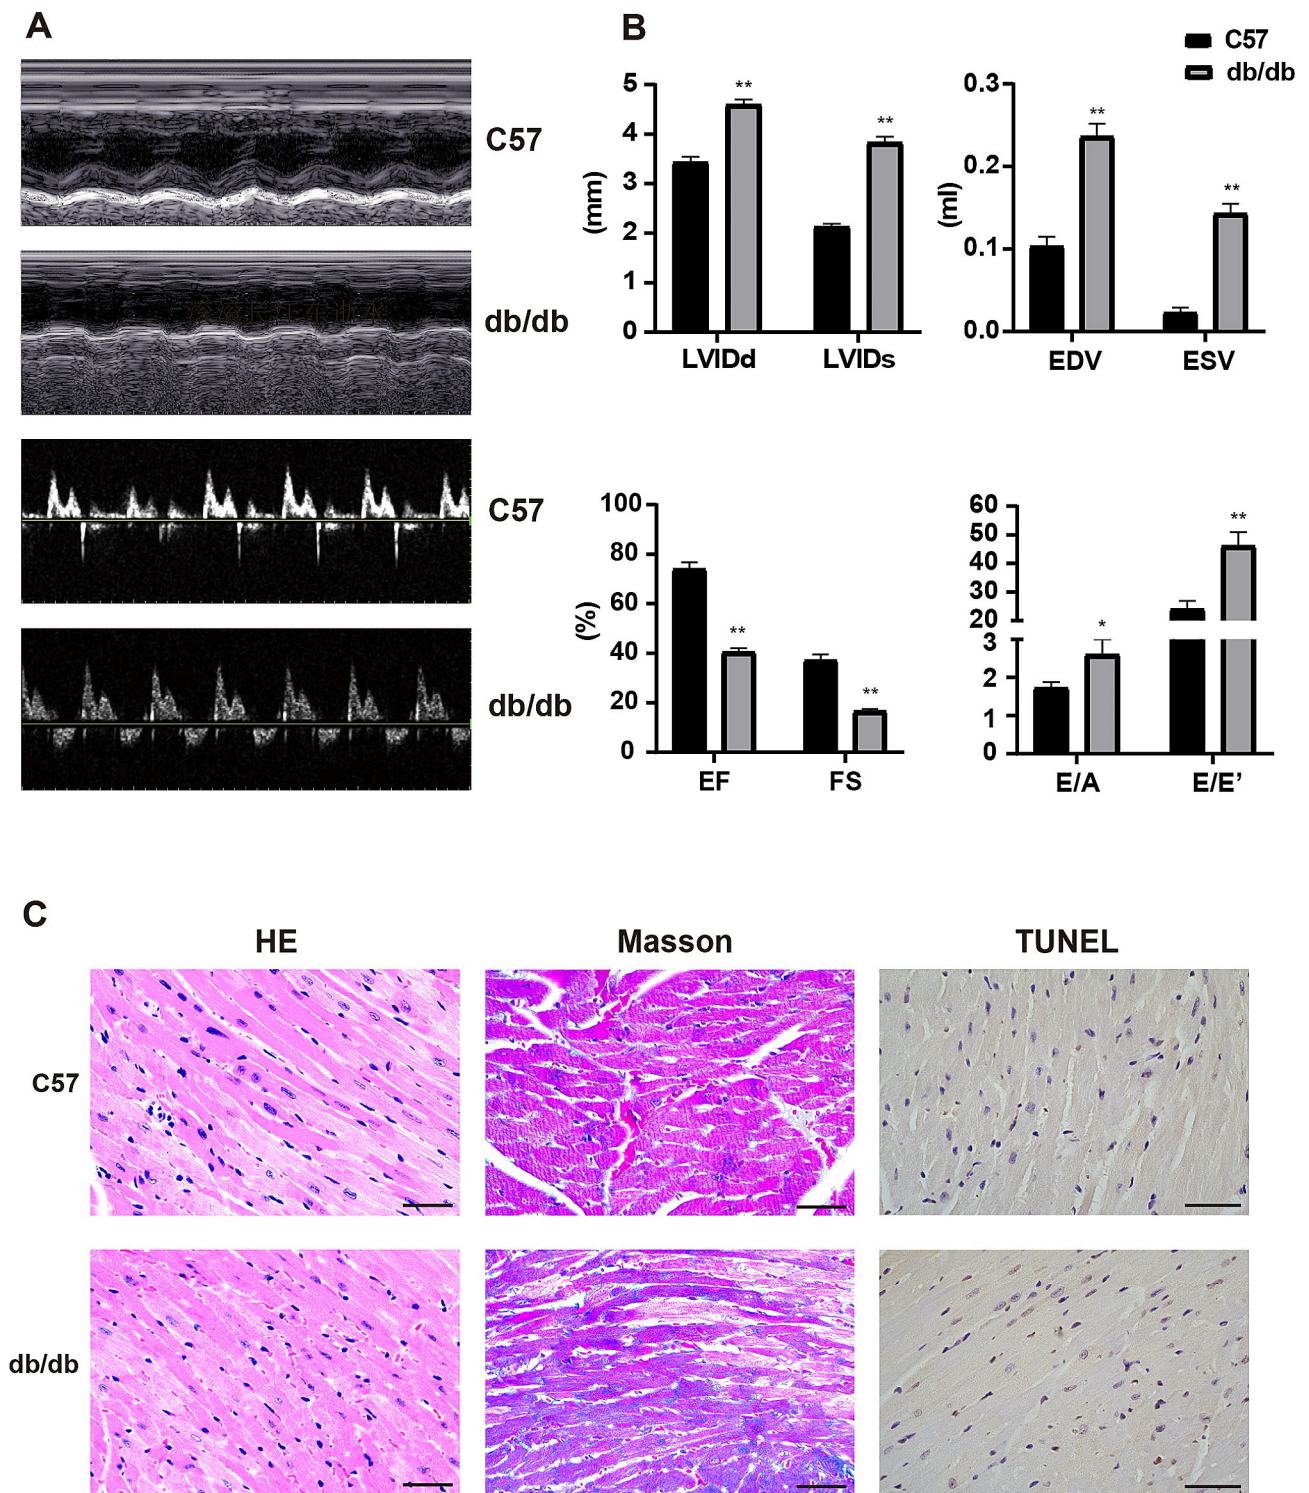 A
C57
db/db
C57
db/db
B
C57
db/db
(mm)
5
4
3
2
1
0
**
**
LVIDd
LVIDs
(ml)
0.3
0.2
0.1
0.0
**
**
EDV
ESV
(%)
100
80
60
40
20
0
**
**
EF
FS
60
50
40
30
20
3
2
1
0
*
**
E/A
E/E’
C
HE
Masson
TUNEL
C57
db/db